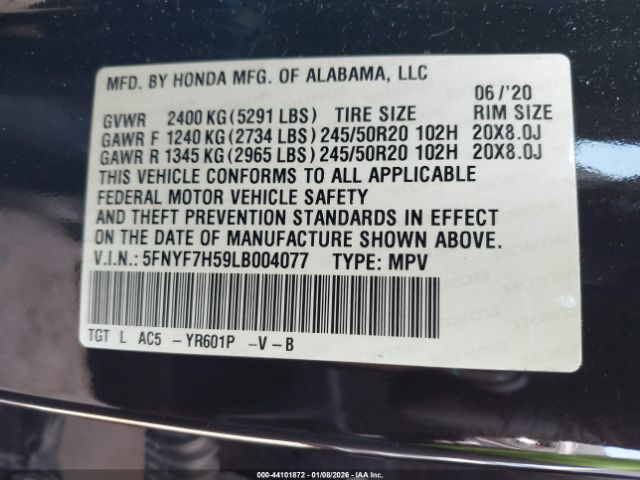 MFD. BY HONDA MFG. OF ALABAMA, LLC
06/'20
GVWR 2400 KG (5291 LBS) TIRE SIZE RIM SIZE
GAWR F 1240 KG (2734 LBS) 245/50R20 102H 20X8.0J
GAWR R 1345 KG (2965 LBS) 245/50R20 102H 20X8.0J
THIS VEHICLE CONFORMS TO ALL APPLICABLE
FEDERAL MOTOR VEHICLE SAFETY
AND THEFT PREVENTION STANDARDS IN EFFECT
ON THE DATE OF MANUFACTURE SHOWN ABOVE.
V.I.N.: 5FNYF7H59LB004077 TYPE: MPV
TGT L AC5 - YR601P -V-B
000-44101872 - 01/08/2026 - IAAI Inc.